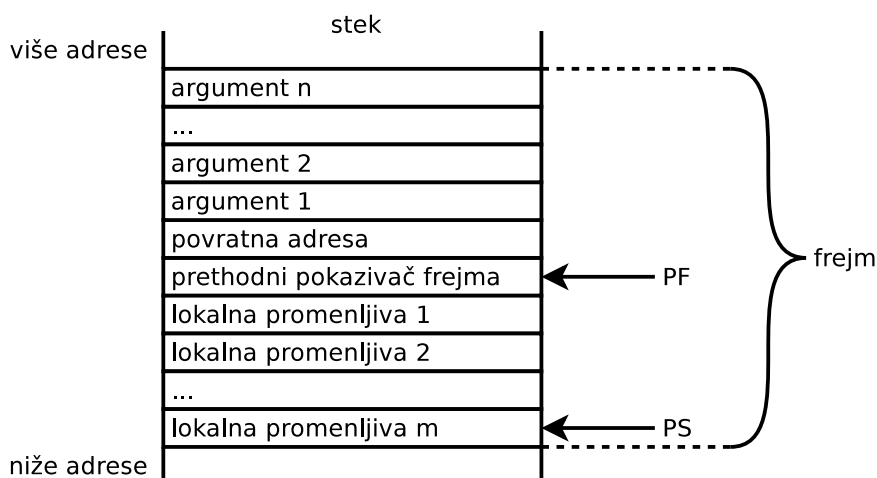 stek
više adrese
argument n
...
argument 2
argument 1
povratna adresa
prethodni pokazivač frejma
PF
frejm
lokalna promenljiva 1
lokalna promenljiva 2
...
lokalna promenljiva m
PS
niže adrese